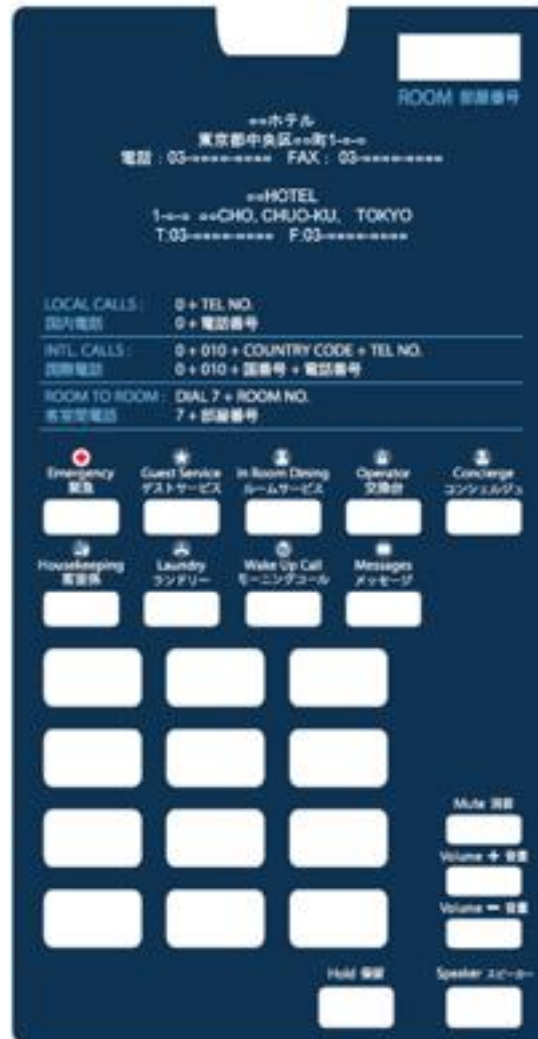 ROOM 部屋番号
∘∘ホテル
東京都中央区∘∘町1-∘-∘
電話：03-∘∘∘∘-∘∘∘∘ FAX：03-∘∘∘∘-∘∘∘∘
∘∘HOTEL
1-∘-∘ ∘∘CHO, CHUO-KU, TOKYO
T:03-∘∘∘∘-∘∘∘∘ F:03-∘∘∘∘-∘∘∘∘
LOCAL CALLS : 0 + TEL NO.
国内電話 0 + 電話番号
INTL. CALLS : 0 + 010 + COUNTRY CODE + TEL NO.
国際電話 0 + 010 + 国番号 + 電話番号
ROOM TO ROOM : DIAL 7 + ROOM NO.
客室間電話 7 + 部屋番号
Emergency Guest Service In Room Dining Operator Concierge
緊急 ゲストサービス ルームサービス 交換台 コンシェルジュ
Housekeeping Laundry Wake Up Call Messages
客室係 ランドリー モーニングコール メッセージ
Mute 消音
Volume + 音量
Volume − 音量
Hold 保留 Speaker スピーカー